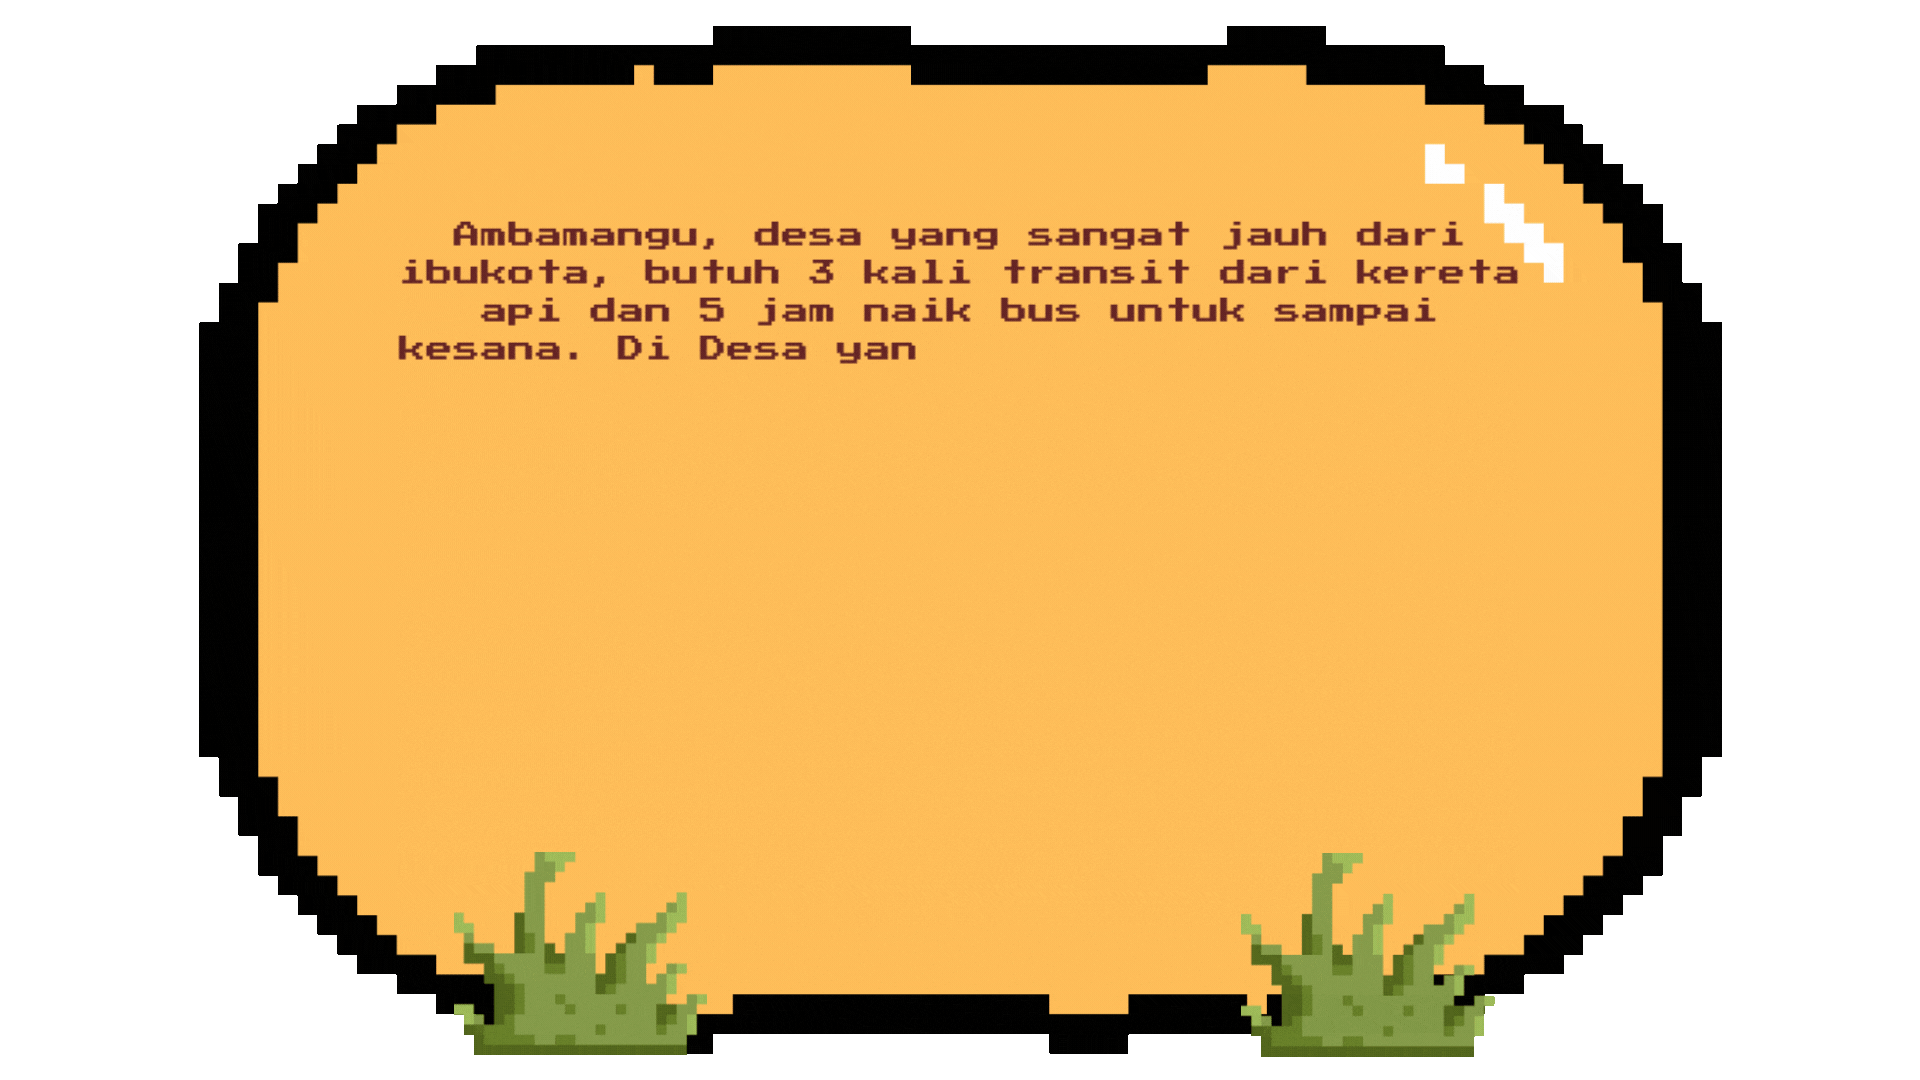 Ambamangu, desa yang sangat jauh dari
ibukota, butuh 3 kali transit dari kereta
api dan 5 jam naik bus untuk sampai
kesana. Di Desa yan